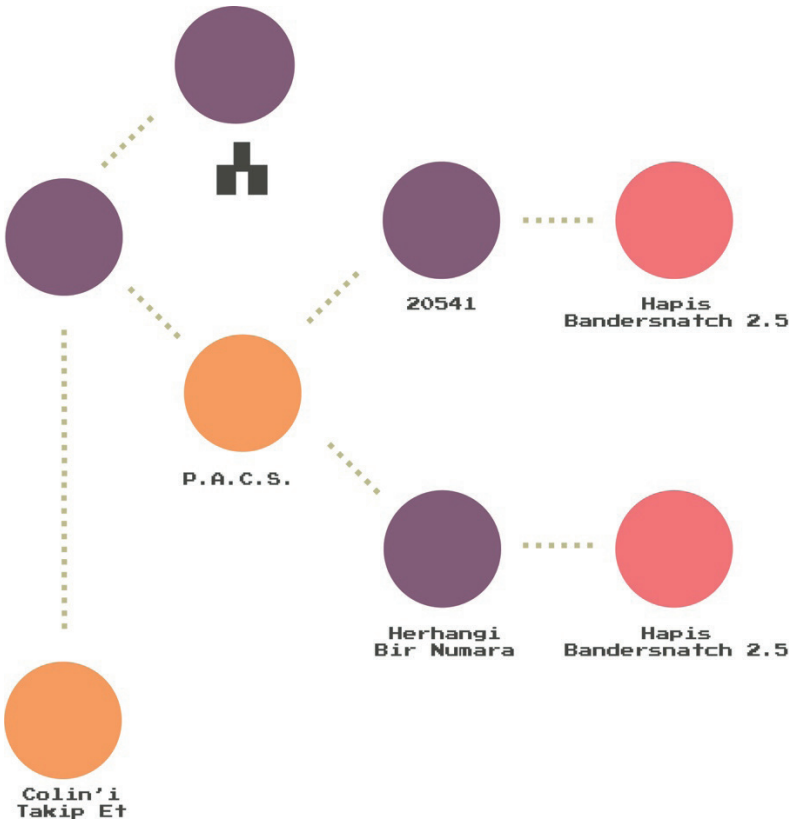 20541
Hapis
Bandersnatch 2.5
P.A.C.S.
Herhangi
Bir Numara
Hapis
Bandersnatch 2.5
Colin'i
Takip Et